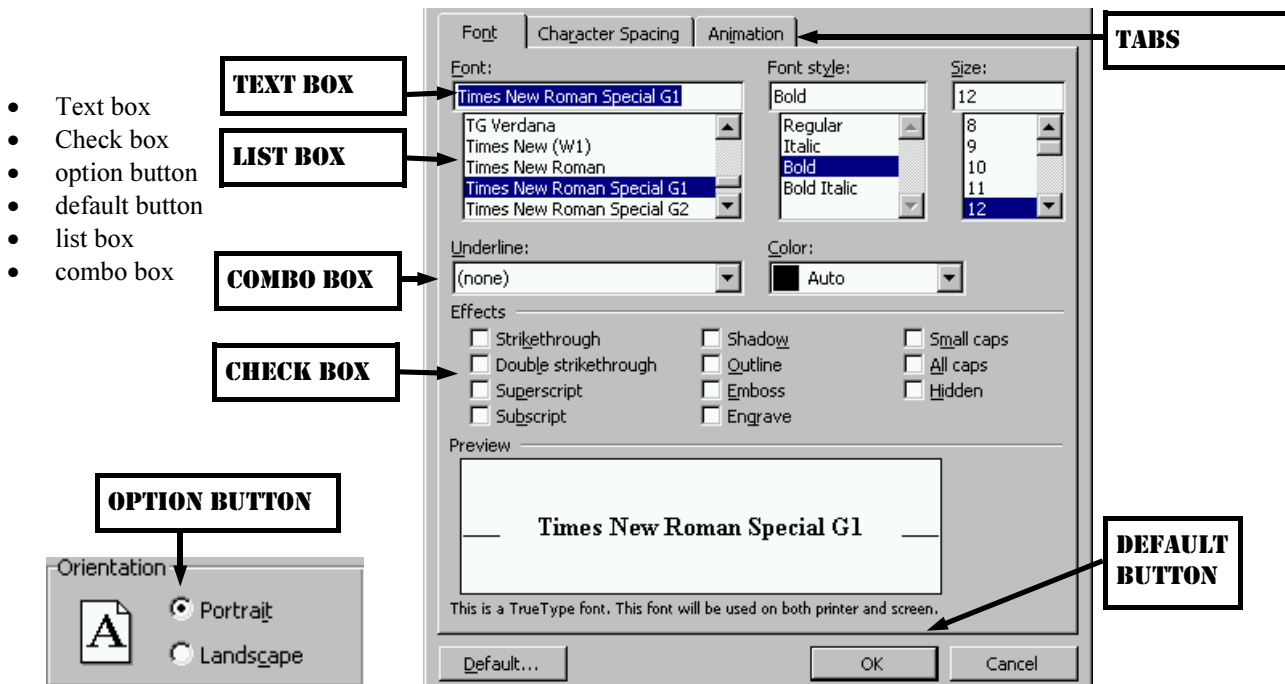 Font Character Spacing Animation
TABS
Font: Font style: Size:
TEXT BOX
Times New Roman Special G1 Bold 12
• Text box
• Check box
• option button
• default button
• list box
• combo box
LIST BOX
TG Verdana
Times New (W1)
Times New Roman
Times New Roman Special G1
Times New Roman Special G2
Regular
Italic
Bold
Bold Italic
8
9
10
11
12
Underline: Color:
COMBO BOX
(none) Auto
Effects
Strikethrough Shadow Small caps
Double strikethrough Outline All caps
Superscript Emboss Hidden
Subscript Engrave
CHECK BOX
Preview
Times New Roman Special G1
This is a TrueType font. This font will be used on both printer and screen.
DEFAULT
BUTTON
Default... OK Cancel
OPTION BUTTON
Orientation
A
Portrait
Landscape